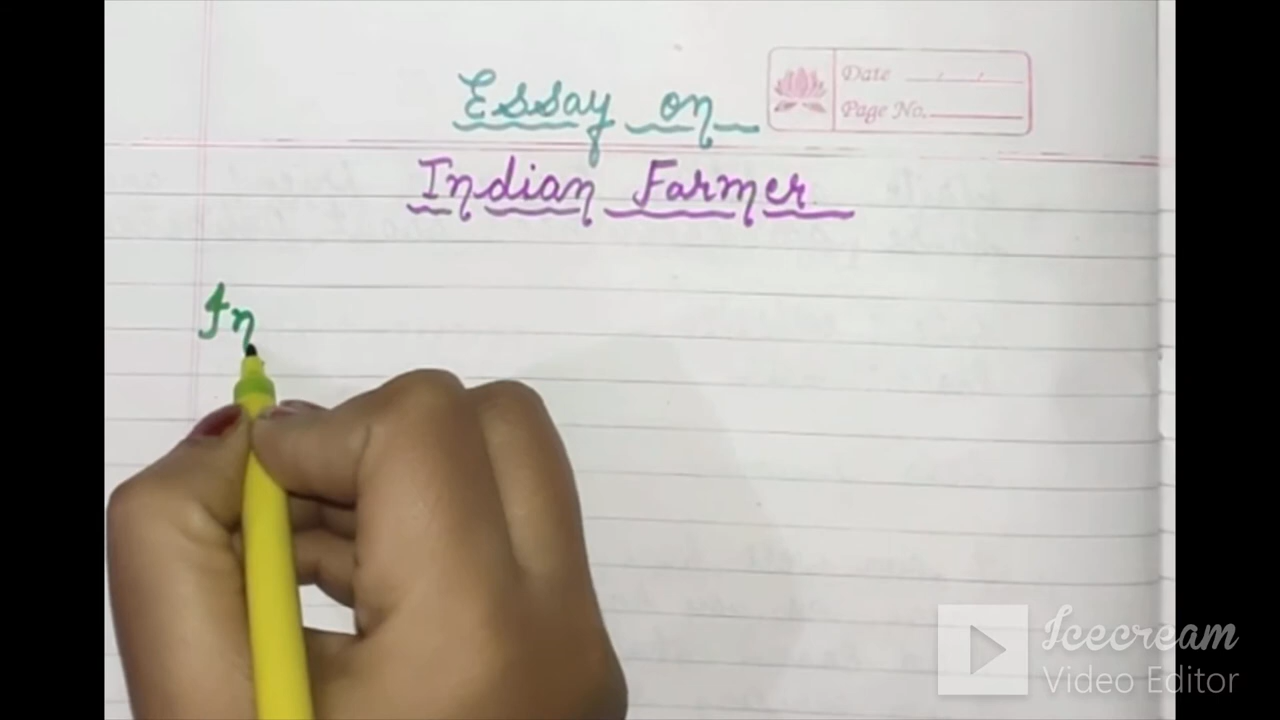 Essay on
Date / /
Page No.
Indian Farmer
In
Icecream
Video Editor